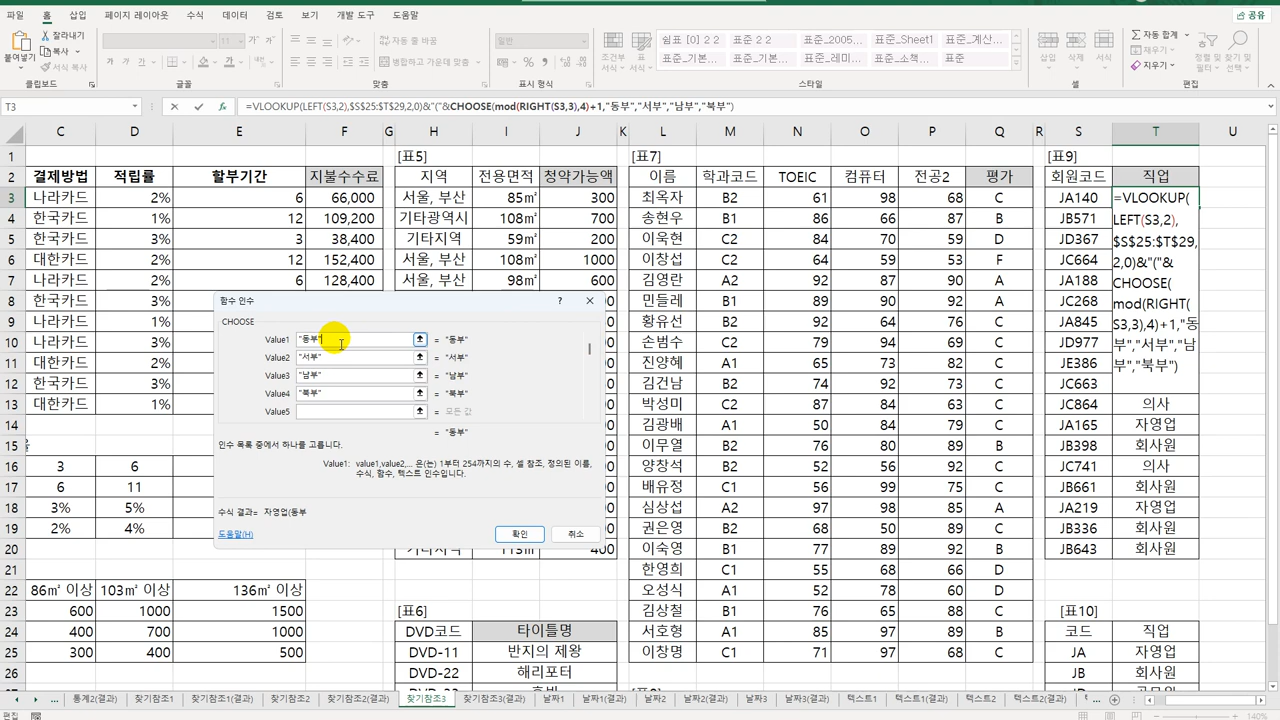 파일 홈 삽입 페이지 레이아웃 수식 데이터 검토 보기 개발 도구 도움말 공유
붙여넣기 잘라내기 복사 서식 복사
가 가 가 11 자동 줄 바꿈 병합하고 가운데 맞춤 일반 조건부 서식 표 서식
쉼표 [0] 2 2 표준 2 2 표준_2005... 표준_Sheet1 표준_계산...
표준_기본... 표준_기본... 표준_레미... 표준_소책... 표준
삽입 삭제 서식 자동 합계 채우기 지우기 정렬 및 필터 찾기 및 선택
클립보드 글꼴 맞춤 표시 형식 스타일 셀 편집
T3 =VLOOKUP(LEFT(S3,2),$S$25:$T$29,2,0)&"("&CHOOSE(mod(RIGHT(S3,3),4)+1,"동부","서부","남부","북부")
C D E F G H I J K L M N O P Q R S T U
1 [표5] [표7] [표9]
2 결제방법 적립률 할부기간 지불수수료 지역 전용면적 청약가능액 이름 학과코드 TOEIC 컴퓨터 전공2 평가 회원코드 직업
3 나라카드 2% 6 66,000 서울, 부산 85㎡ 300 최옥자 B2 61 98 68 C JA140 =VLOOKUP(
4 한국카드 1% 12 109,200 기타광역시 108㎡ 700 송현우 B1 86 66 87 B JB571 LEFT(S3,2),
5 한국카드 3% 3 38,400 기타지역 59㎡ 200 이욱현 C2 84 70 59 D JD367 $S$25:$T$29,
6 대한카드 2% 12 152,400 서울, 부산 108㎡ 1000 이창섭 C2 64 59 53 F JC664 2,0)&"("&
7 나라카드 2% 6 128,400 서울, 부산 98㎡ 600 김영란 A2 92 87 90 A JA188 CHOOSE(
8 한국카드 3% 민들레 B1 89 90 92 A JC268 mod(RIGHT(
9 나라카드 1% 황유선 B2 92 64 76 C JA845 S3,3),4)+1,"동
10 나라카드 3% 손범수 C2 79 94 69 B JD977 부","서부","남
11 대한카드 2% 진양혜 A1 65 73 82 C JE386 부","북부")
12 한국카드 3% 김건남 B2 74 92 73 C JC663
13 대한카드 1% 박성미 C2 87 84 63 C JC864 의사
14 김광배 A1 50 84 79 C JA165 자영업
15 이무열 B2 76 80 89 B JB398 회사원
16 3 6 양창석 B2 52 56 92 C JC741 의사
17 6 11 배유정 C1 56 99 75 C JB661 회사원
18 3% 5% 심상섭 A2 97 98 85 A JA219 자영업
19 2% 4% 권은영 M2 68 50 89 C JB336 회사원
20 기타지역 113㎡ 400 이숙영 B1 77 89 92 B JB643 회사원
21 한영희 C1 55 68 66 D
22 86㎡ 이상 103㎡ 이상 136㎡ 이상 오성식 A1 52 78 60 D
23 600 1000 1500 [표6] 김상철 B1 76 65 88 C [표10]
24 400 700 1000 DVD코드 타이틀명 서호형 A1 85 97 89 B 코드 직업
25 300 400 500 DVD-11 반지의 제왕 이창명 C1 71 97 68 C JA 자영업
26 DVD-22 해리포터 JB 회사원
함수 인수 ? ×
CHOOSE
Value1 "동부" = "동부"
Value2 "서부" = "서부"
Value3 "남부" = "남부"
Value4 "북부" = "북부"
Value5 = 모든 값
= "동부"
인수 목록 중에서 하나를 고릅니다.
Value1: value1,value2,... 은(는) 1부터 254까지의 수, 셀 참조, 정의된 이름,
수식, 함수, 텍스트 인수입니다.
수식 결과= 자영업(동부
도움말(H) 확인 취소
... 통계2(결과) 찾기참조1 찾기참조1(결과) 찾기참조2 찾기참조2(결과) 찾기참조3 찾기참조3(결과) 날짜1 날짜1(결과) 날짜2 날짜2(결과) 날짜3 날짜3(결과) 텍스트1 텍스트1(결과) 텍스트2 텍스트2(결과) ...
편집 140%